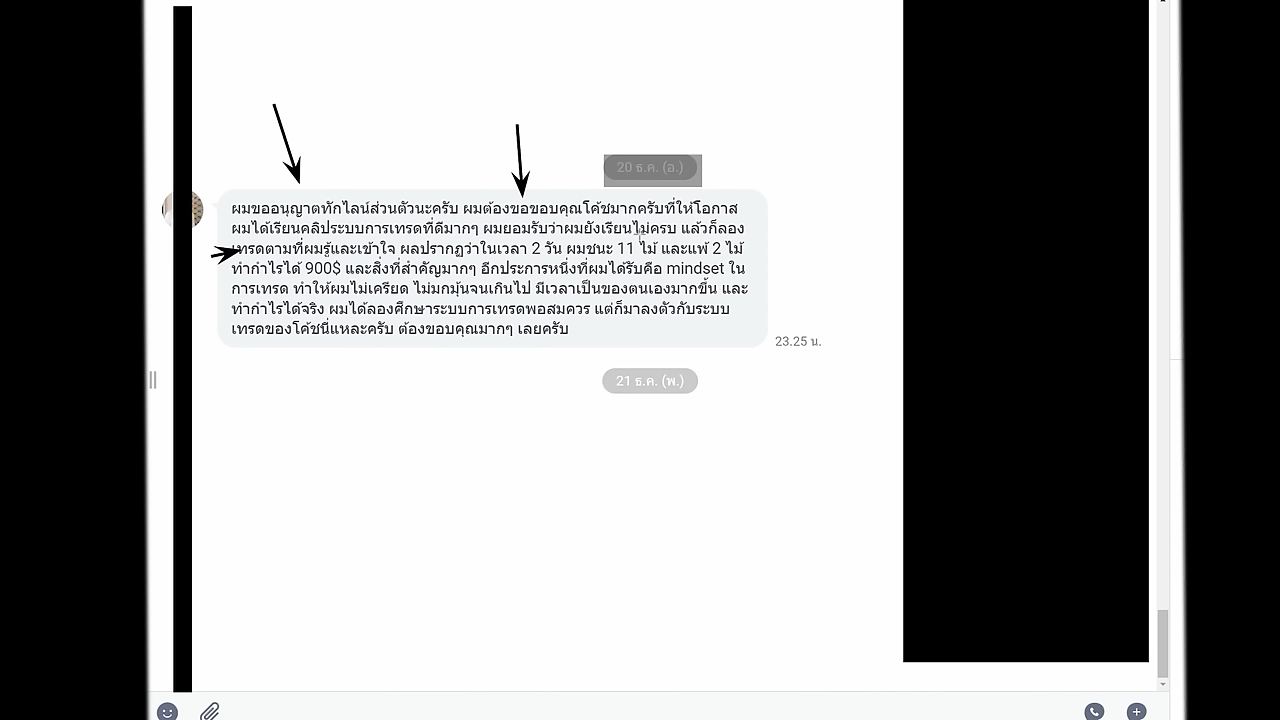 20 ธ.ค. (อ.)
ผมขออนุญาตทักไลน์ส่วนตัวนะครับ ผมต้องขอขอบคุณโค้ชมากครับที่ให้โอกาส
ผมได้เรียนคลิประบบการเทรดที่ดีมากๆ ผมยอมรับว่าผมยังเรียนไม่ครบ แล้วก็ลอง
เทรดตามที่ผมรู้และเข้าใจ ผลปรากฏว่าในเวลา 2 วัน ผมชนะ 11 ไม้ และแพ้ 2 ไม้
ทำกำไรได้ 900$ และสิ่งที่สำคัญมากๆ อีกประการหนึ่งที่ผมได้รับคือ mindset ใน
การเทรด ทำให้ผมไม่เครียด ไม่มกมุ้นจนเกินไป มีเวลาเป็นของตนเองมากขึ้น และ
ทำกำไรได้จริง ผมได้ลองศึกษาระบบการเทรดพอสมควร แต่ก็มาลงตัวกับระบบ
เทรดของโค้ชนี่แหละครับ ต้องขอบคุณมากๆ เลยครับ
23.25 น.
21 ธ.ค. (พ.)